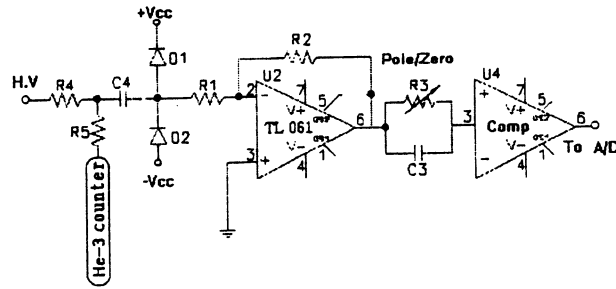 +Vcc
R2
Pole/Zero
H.V
R4
C4
D1
R1
U2
R3
U4
R5
D2
-Vcc
2
7
5
V+
TL 061
6
V-
3
4
1
C3
3
7
5
V+
Comp
6
V-
4
1
To A/D
He-3 counter